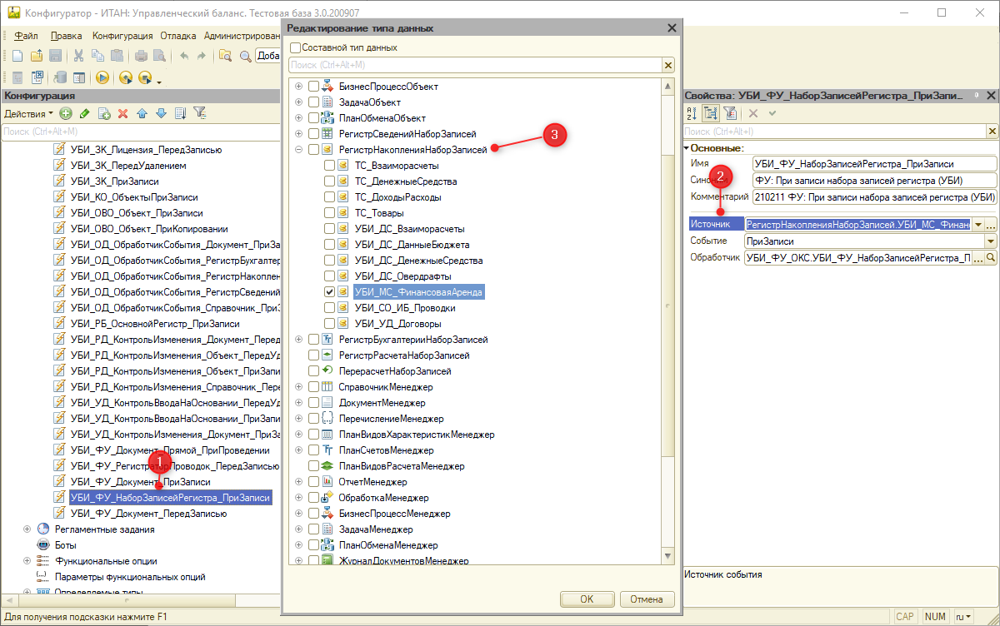 Конфигуратор - ИТАН: Управленческий баланс. Тестовая база 3.0.200907
Файл Правка Конфигурация Отладка Администрирован
Доба
Конфигурация
Действия
Поиск (Ctrl+Alt+M)
УБИ_ЗК_Лицензия_ПередЗаписью
УБИ_ЗК_ПередУдалением
УБИ_ЗК_ПриЗаписи
УБИ_КО_ОбъектыПриЗаписи
УБИ_ОВО_Объект_ПриЗаписи
УБИ_ОВО_Объект_ПриКопировании
УБИ_ОД_ОбработчикСобытия_Документ_ПриЗа
УБИ_ОД_ОбработчикСобытия_РегистрБухгалтер
УБИ_ОД_ОбработчикСобытия_РегистрНакоплен
УБИ_ОД_ОбработчикСобытия_РегистрСведений
УБИ_ОД_ОбработчикСобытия_Справочник_ПриЗ
УБИ_РБ_ОсновнойРегистр_ПриЗаписи
УБИ_РД_КонтрольИзменения_Документ_Перед
УБИ_РД_КонтрольИзменения_Объект_ПередУд
УБИ_РД_КонтрольИзменения_Объект_ПриЗапи
УБИ_РД_КонтрольИзменения_Справочник_Пере
УБИ_УД_КонтрольВводаНаОсновании_ПередУд
УБИ_УД_КонтрольВводаНаОсновании_ПриЗапи
УБИ_УД_КонтрольИзменения_Документ_ПриЗа
УБИ_ФУ_Документ_Прямой_ПриПроведении
УБИ_ФУ_РегистраторПроводок_ПередЗаписью
УБИ_ФУ_Документ_ПриЗаписи
УБИ_ФУ_НаборЗаписейРегистра_ПриЗаписи
УБИ_ФУ_Документ_ПередЗаписью
Регламентные задания
Боты
Функциональные опции
Параметры функциональных опций
Определяемые типы
1
Редактирование типа данных
Составной тип данных
Поиск (Ctrl+Alt+M)
БизнесПроцессОбъект
ЗадачаОбъект
ПланОбменаОбъект
РегистрСведенийНаборЗаписей
РегистрНакопленияНаборЗаписей
3
ТС_Взаиморасчеты
ТС_ДенежныеСредства
ТС_ДоходыРасходы
ТС_Товары
УБИ_ДС_Взаиморасчеты
УБИ_ДС_ДанныеБюджета
УБИ_ДС_ДенежныеСредства
УБИ_ДС_Овердрафты
УБИ_МС_ФинансоваяАренда
УБИ_СО_ИБ_Проводки
УБИ_УД_Договоры
РегистрБухгалтерииНаборЗаписей
РегистрРасчетаНаборЗаписей
ПерерасчетНаборЗаписей
СправочникМенеджер
ДокументМенеджер
ПеречислениеМенеджер
ПланВидовХарактеристикМенеджер
ПланСчетовМенеджер
ПланВидовРасчетаМенеджер
ОтчетМенеджер
ОбработкаМенеджер
БизнесПроцессМенеджер
ЗадачаМенеджер
ПланОбменаМенеджер
ЖурналДокументовМенеджер
OK Отмена
Свойства: УБИ_ФУ_НаборЗаписейРегистра_ПриЗапи...
Поиск (Ctrl+Alt+I)
Основные:
Имя УБИ_ФУ_НаборЗаписейРегистра_ПриЗаписи
Синоним ФУ: При записи набора записей регистра (УБИ)
2
Комментарий 210211 ФУ: При записи набора записей регистра (УБИ)
Источник РегистрНакопленияНаборЗаписей.УБИ_МС_Финан ...
Событие ПриЗаписи
Обработчик УБИ_ФУ_ОКС.УБИ_ФУ_НаборЗаписейРегистра_П ...
Источник события
Для получения подсказки нажмите F1
CAP NUM ru